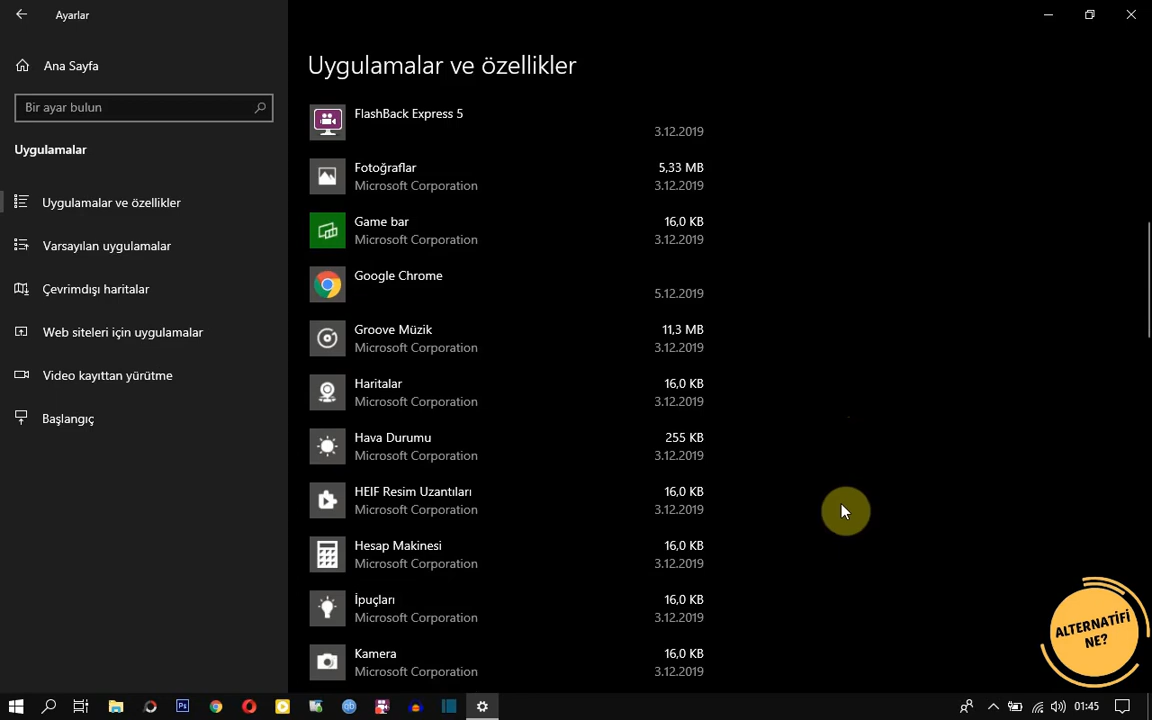 Ayarlar
Ana Sayfa
Bir ayar bulun
Uygulamalar
Uygulamalar ve özellikler
Varsayılan uygulamalar
Çevrimdışı haritalar
Web siteleri için uygulamalar
Video kayıttan yürütme
Başlangıç
Uygulamalar ve özellikler
FlashBack Express 5
3.12.2019
Fotoğraflar 5,33 MB
Microsoft Corporation 3.12.2019
Game bar 16,0 KB
Microsoft Corporation 3.12.2019
Google Chrome
5.12.2019
Groove Müzik 11,3 MB
Microsoft Corporation 3.12.2019
Haritalar 16,0 KB
Microsoft Corporation 3.12.2019
Hava Durumu 255 KB
Microsoft Corporation 3.12.2019
HEIF Resim Uzantıları 16,0 KB
Microsoft Corporation 3.12.2019
Hesap Makinesi 16,0 KB
Microsoft Corporation 3.12.2019
İpuçları 16,0 KB
Microsoft Corporation 3.12.2019
Kamera 16,0 KB
Microsoft Corporation 3.12.2019
ALTERNATİFİ
NE?
Ps
qb
01:45